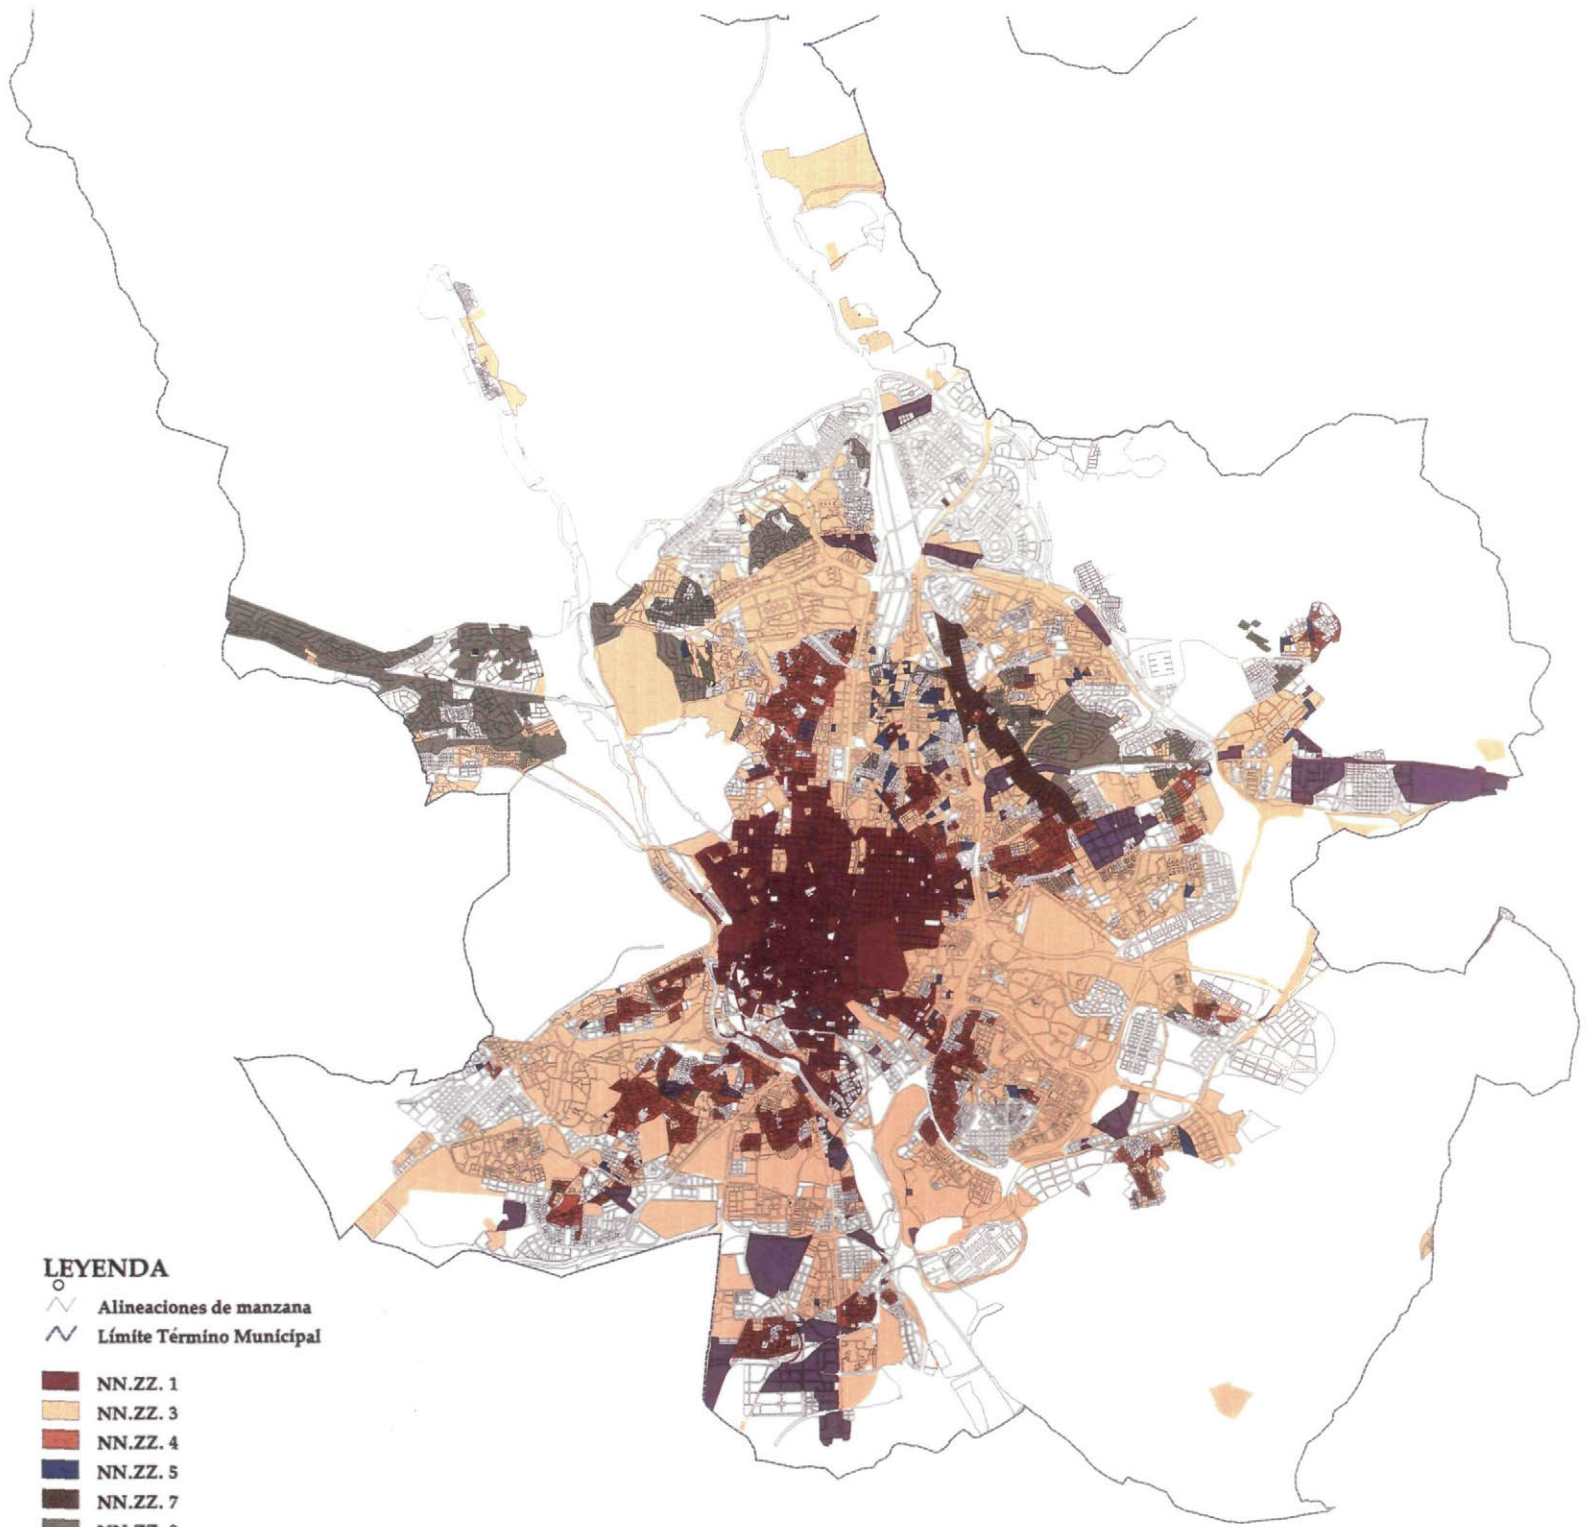 LEYENDA
Alineaciones de manzana
Límite Término Municipal
NN.ZZ. 1
NN.ZZ. 3
NN.ZZ. 4
NN.ZZ. 5
NN.ZZ. 7